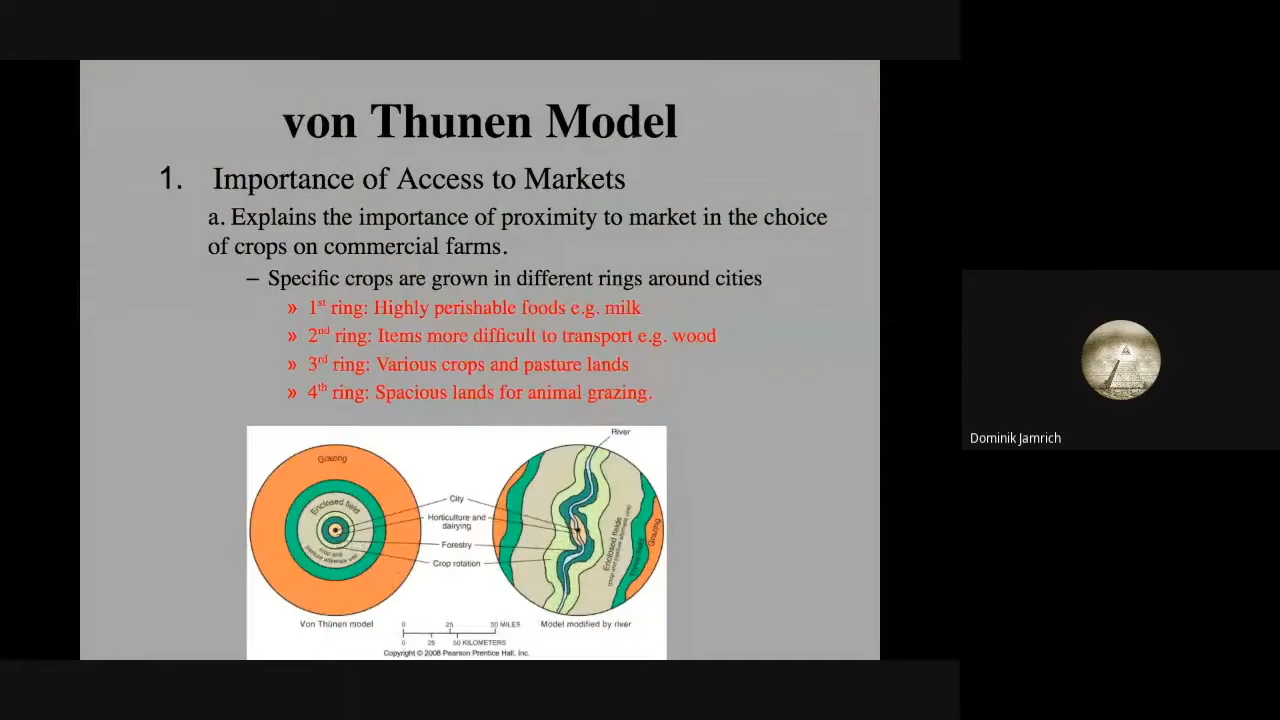 von Thunen Model
1. Importance of Access to Markets
a. Explains the importance of proximity to market in the choice
of crops on commercial farms.
– Specific crops are grown in different rings around cities
» 1st ring: Highly perishable foods e.g. milk
» 2nd ring: Items more difficult to transport e.g. wood
» 3rd ring: Various crops and pasture lands
» 4th ring: Spacious lands for animal grazing.
River
Grazing
Enclosed field
City
Horticulture and
dairying
Forestry
Crop rotation
Enclosed fields
Grazing
Von Thünen model
0 25 50 MILES
0 25 50 KILOMETERS
Model modified by river
Copyright © 2008 Pearson Prentice Hall, Inc.
Dominik Jamrich